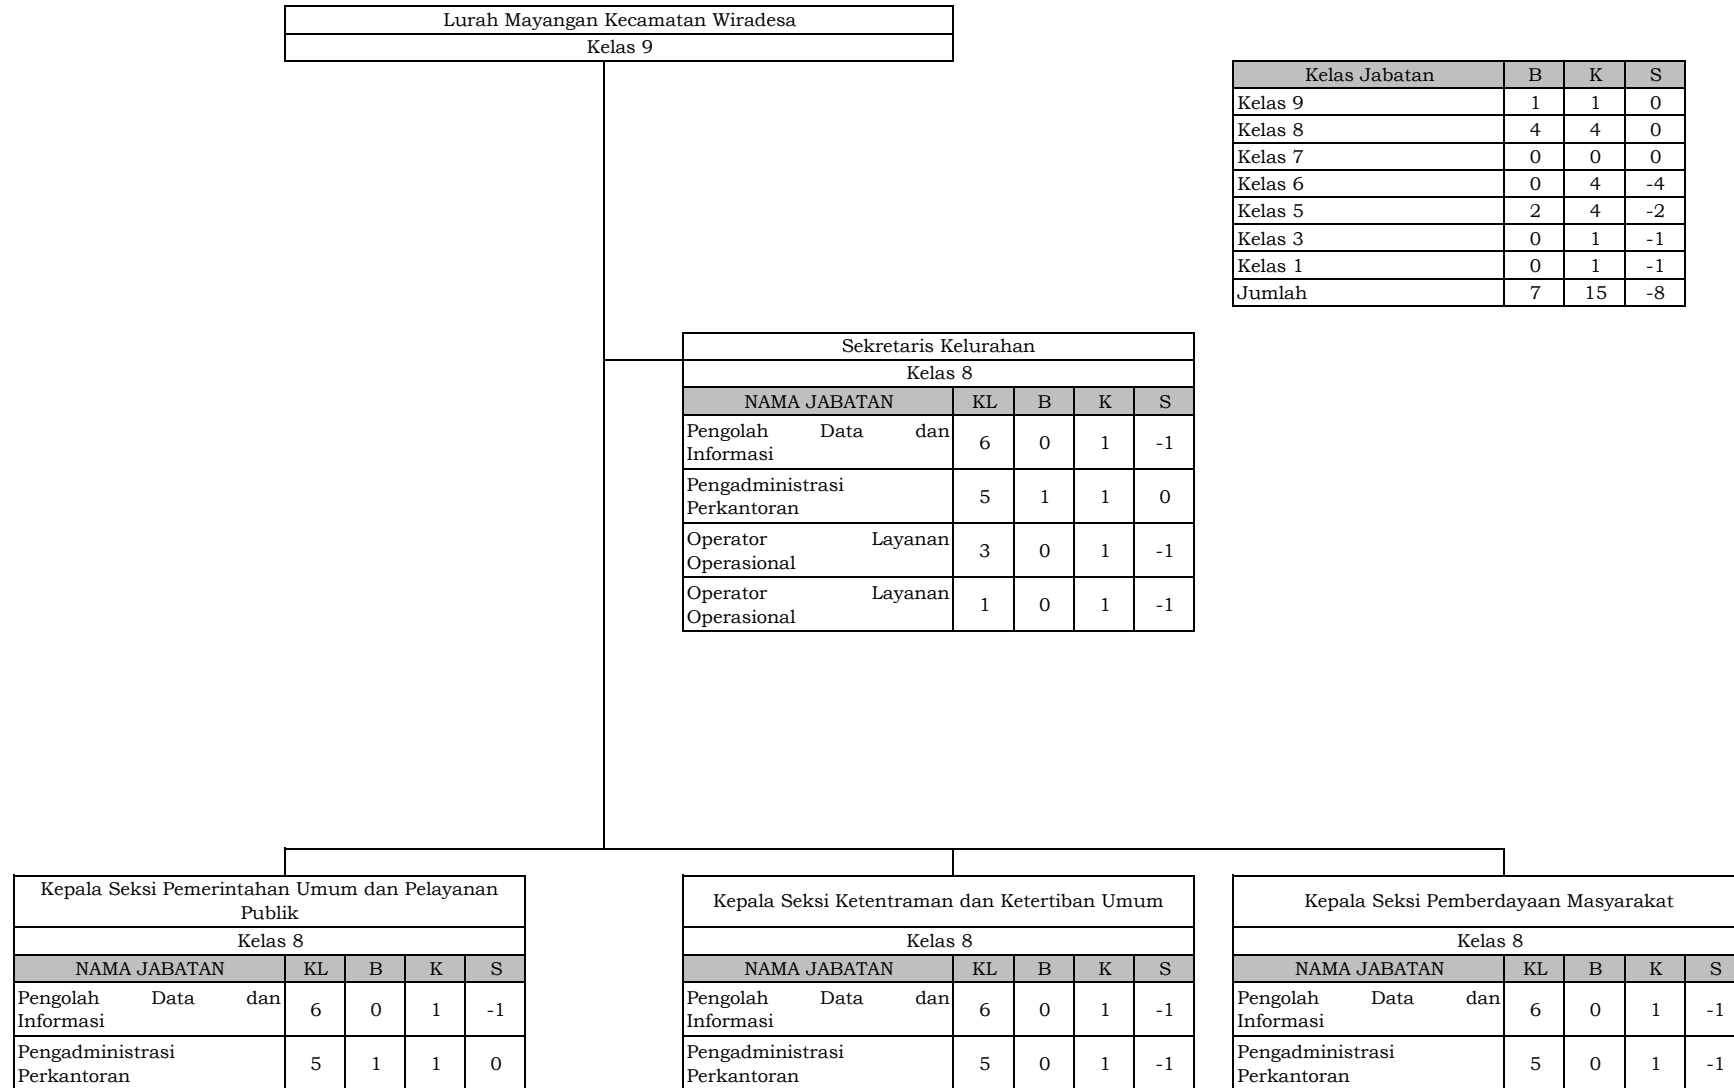 Lurah Mayangan Kecamatan Wiradesa
Kelas 9
Kelas Jabatan B K S
Kelas 9 1 1 0
Kelas 8 4 4 0
Kelas 7 0 0 0
Kelas 6 0 4 -4
Kelas 5 2 4 -2
Kelas 3 0 1 -1
Kelas 1 0 1 -1
Jumlah 7 15 -8
Sekretaris Kelurahan
Kelas 8
NAMA JABATAN KL B K S
Pengolah Data dan
Informasi 6 0 1 -1
Pengadministrasi
Perkantoran 5 1 1 0
Operator Layanan
Operasional 3 0 1 -1
Operator Layanan
Operasional 1 0 1 -1
Kepala Seksi Pemerintahan Umum dan Pelayanan
Publik
Kelas 8
NAMA JABATAN KL B K S
Pengolah Data dan
Informasi 6 0 1 -1
Pengadministrasi
Perkantoran 5 1 1 0
Kepala Seksi Ketentraman dan Ketertiban Umum
Kelas 8
NAMA JABATAN KL B K S
Pengolah Data dan
Informasi 6 0 1 -1
Pengadministrasi
Perkantoran 5 0 1 -1
Kepala Seksi Pemberdayaan Masyarakat
Kelas 8
NAMA JABATAN KL B K S
Pengolah Data dan
Informasi 6 0 1 -1
Pengadministrasi
Perkantoran 5 0 1 -1